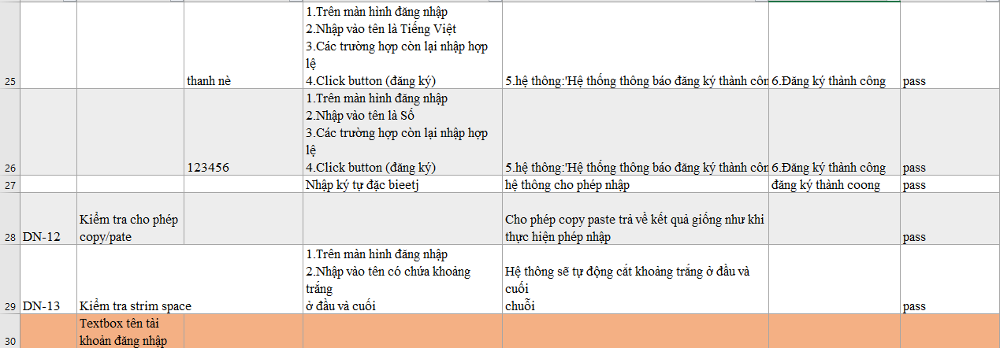 1.Trên màn hình đăng nhập
2.Nhập vào tên là Tiếng Việt
3.Các trường hợp còn lại nhập hợp
lệ
25 thanh nè 4.Click button (đăng ký) 5.hệ thông:'Hệ thống thông báo đăng ký thành côn 6.Đăng ký thành công pass
1.Trên màn hình đăng nhập
2.Nhập vào tên là Số
3.Các trường hợp còn lại nhập hợp
lệ
26 123456 4.Click button (đăng ký) 5.hệ thông:'Hệ thống thông báo đăng ký thành côn 6.Đăng ký thành công pass
27 Nhập ký tự đặc bieetj hệ thông cho phép nhập đăng ký thành coong pass
Kiểm tra cho phép Cho phép copy paste trả về kết quả giống như khi
28 DN-12 copy/pate thực hiện phép nhập pass
1.Trên màn hình đăng nhập
2.Nhập vào tên có chứa khoảng Hệ thống sẽ tự động cắt khoảng trắng ở đầu và
trắng cuối
29 DN-13 Kiểm tra strim space ở đầu và cuối chuỗi pass
Textbox tên tài
30 khoản đăng nhập